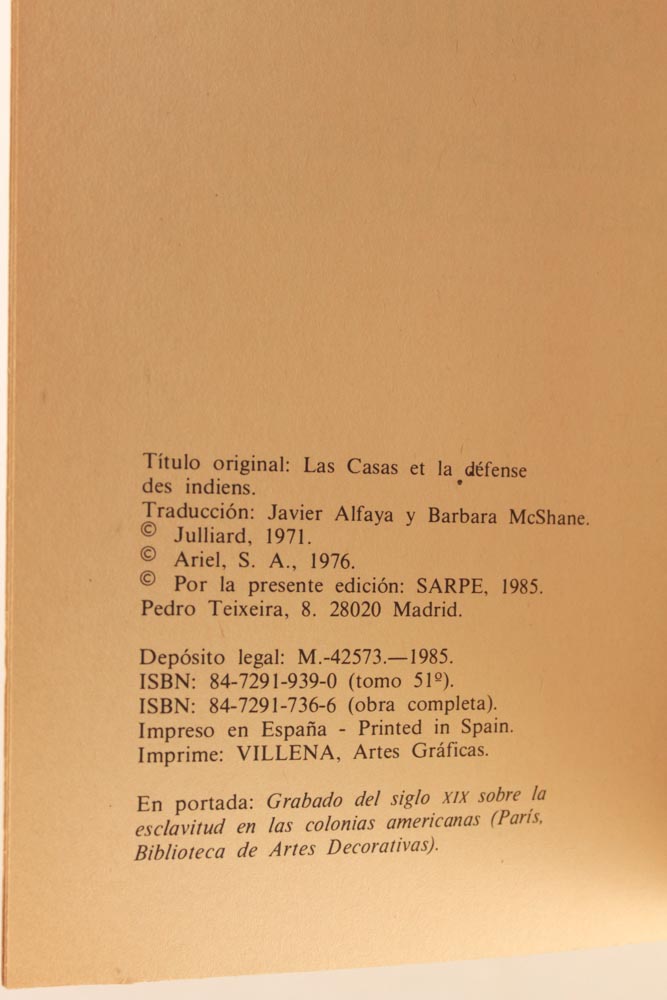 Título original: Las Casas et la défense
des indiens.
Traducción: Javier Alfaya y Barbara McShane.
© Julliard, 1971.
© Ariel, S. A., 1976.
© Por la presente edición: SARPE, 1985.
Pedro Teixeira, 8. 28020 Madrid.
Depósito legal: M.-42573.—1985.
ISBN: 84-7291-939-0 (tomo 51º).
ISBN: 84-7291-736-6 (obra completa).
Impreso en España - Printed in Spain.
Imprime: VILLENA, Artes Gráficas.
En portada: Grabado del siglo XIX sobre la
esclavitud en las colonias americanas (París,
Biblioteca de Artes Decorativas).